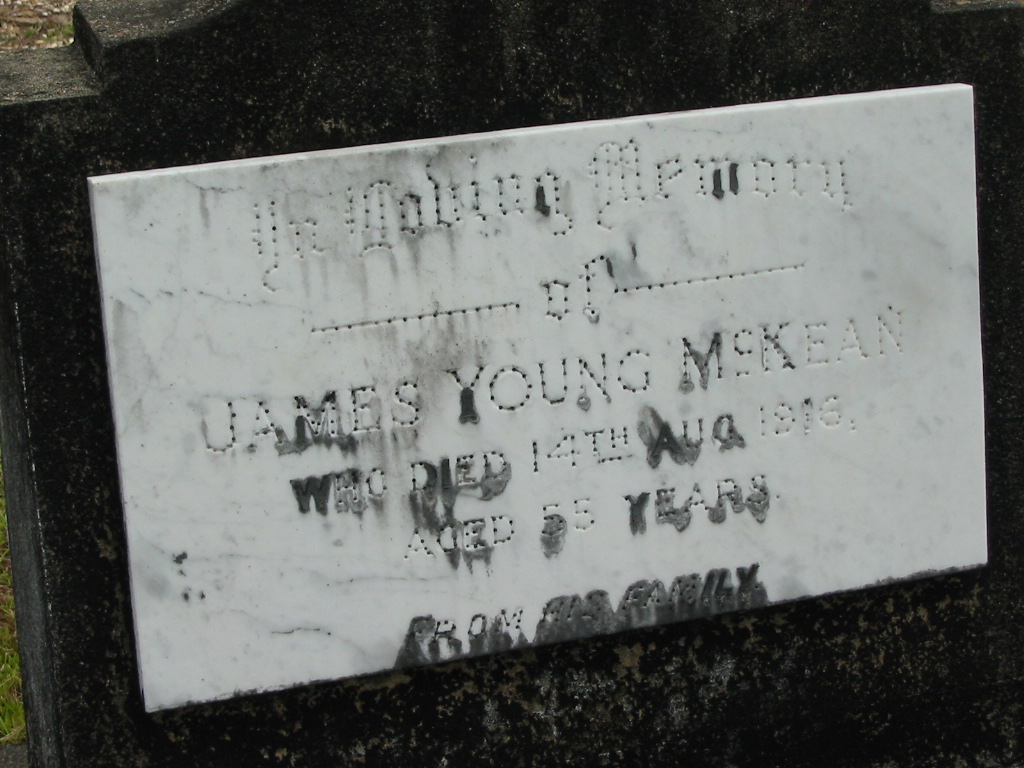 In Loving Memory
of
JAMES YOUNG McKEAN
WHO DIED 14TH AUG 1916.
AGED 55 YEARS.
FROM HIS FAMILY.